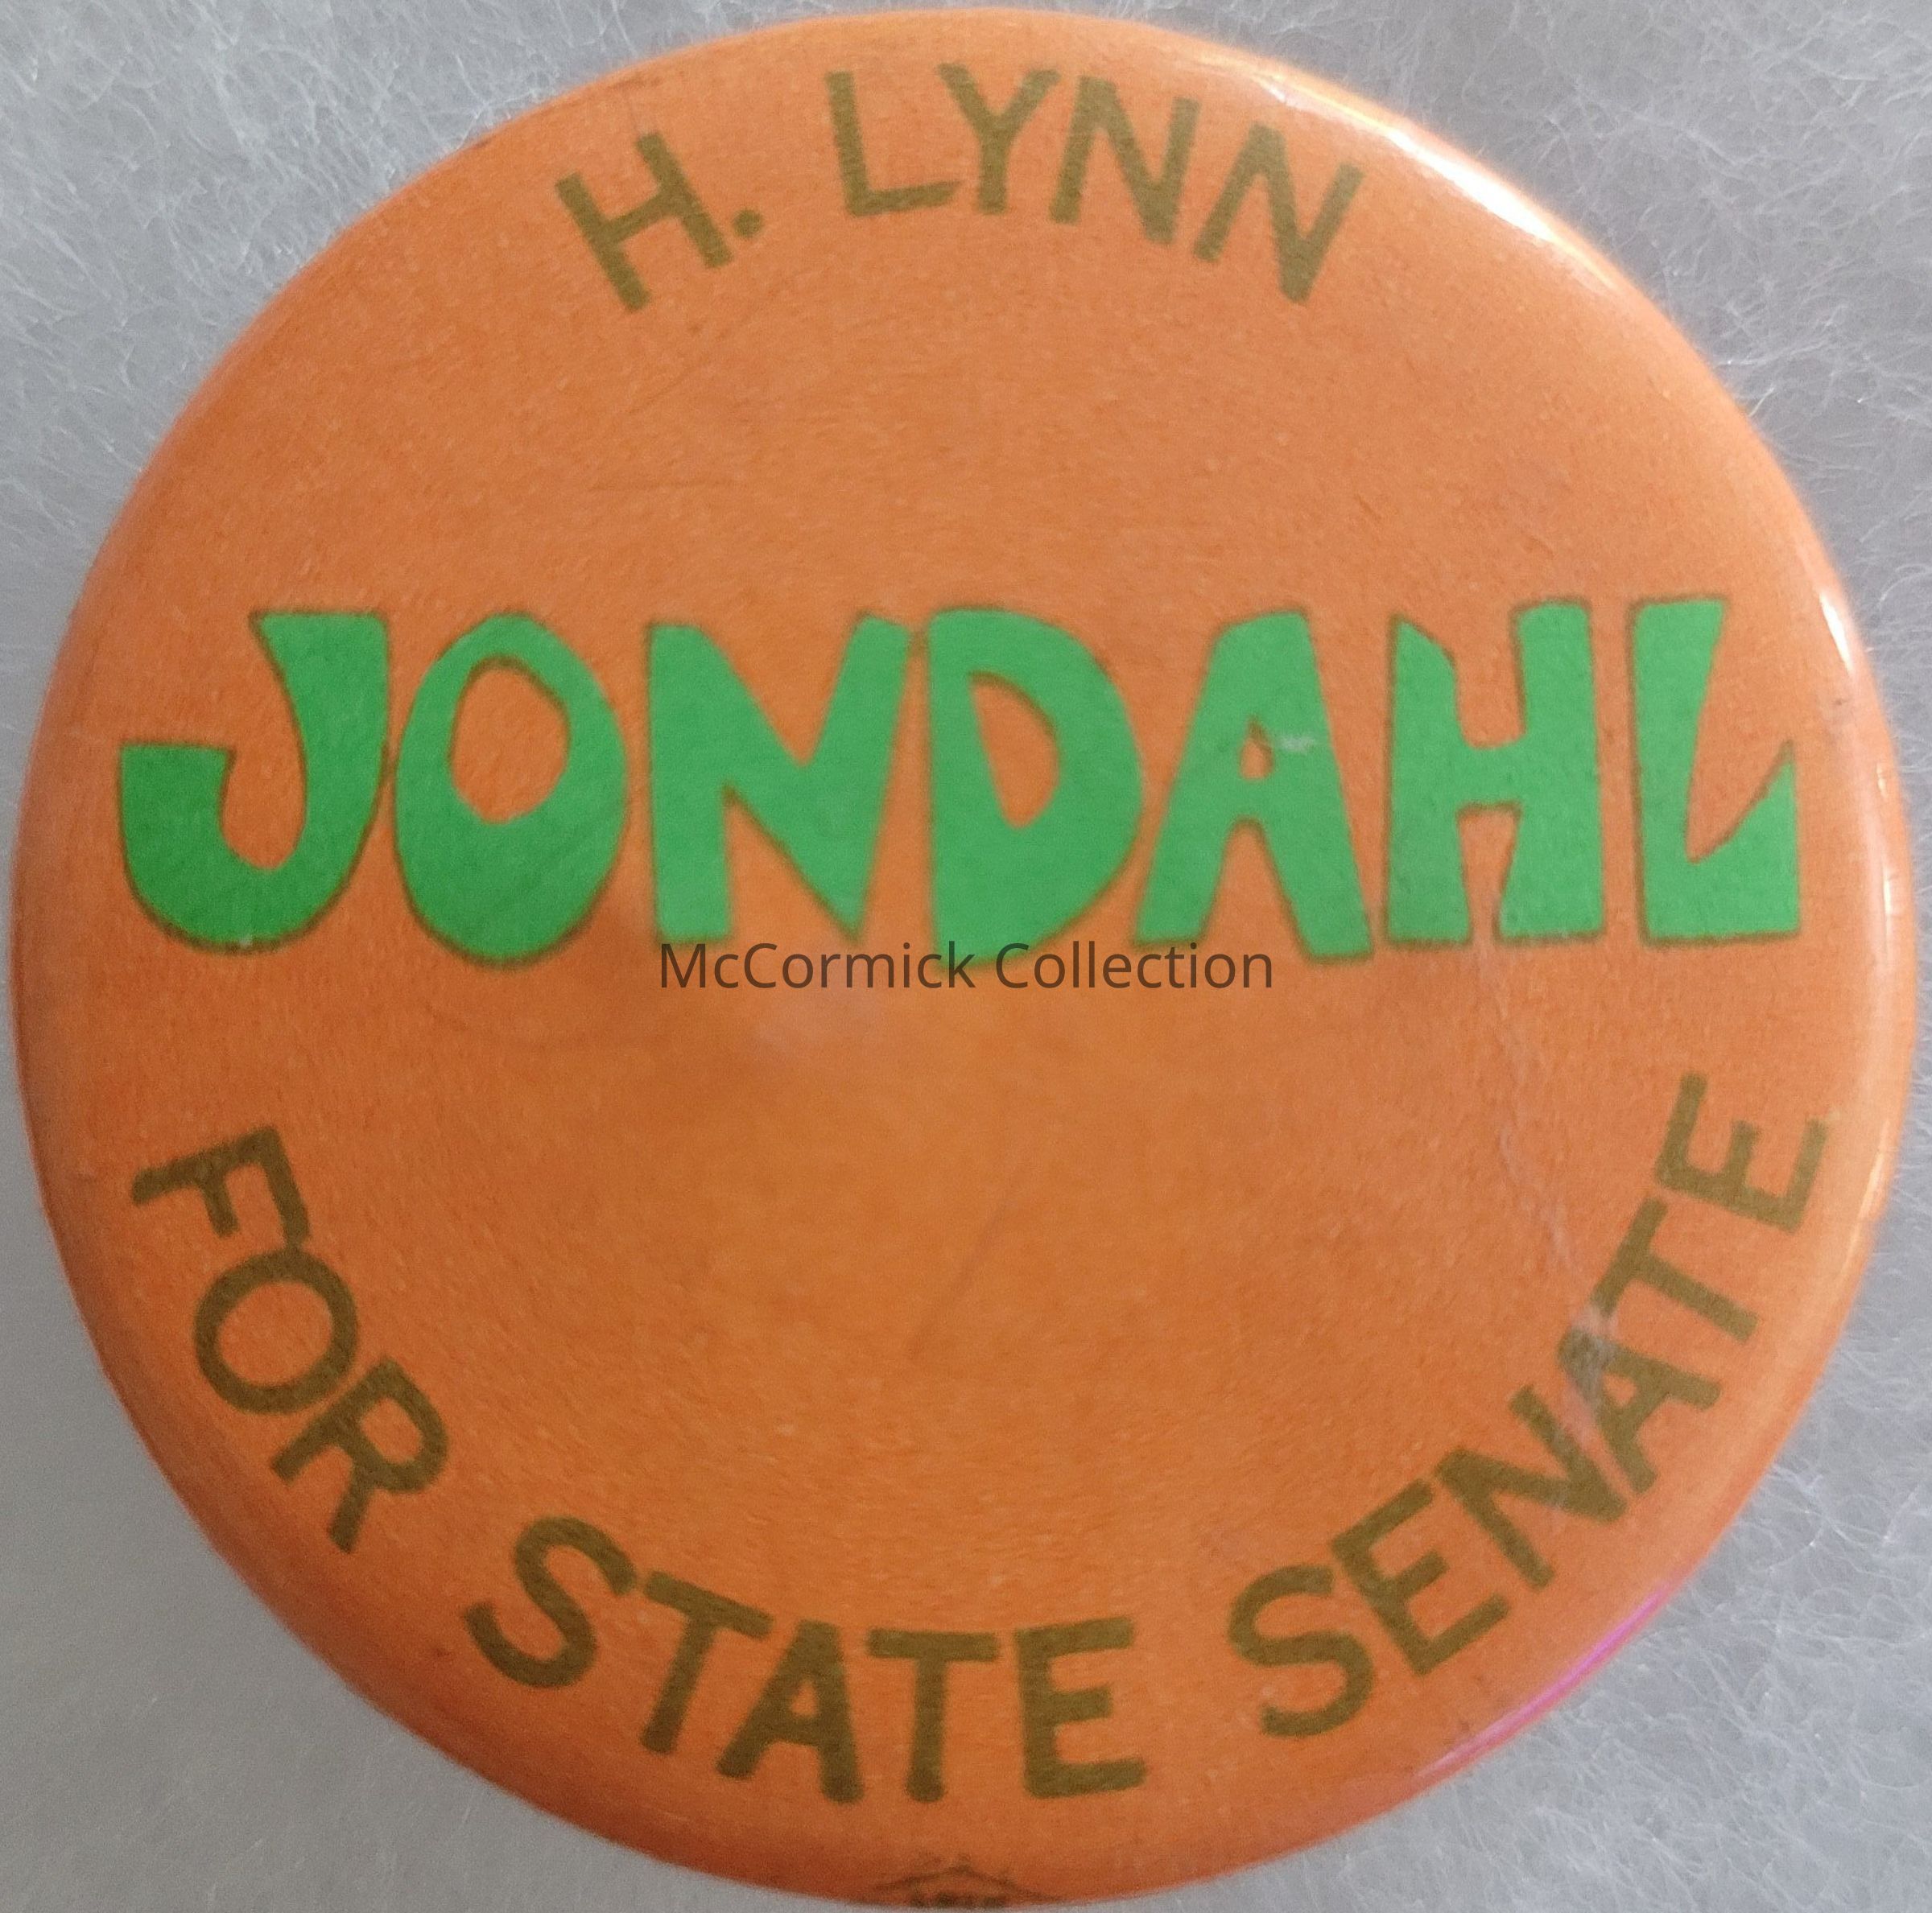 H. LYNN
JONDAHL
McCormick Collection
FOR STATE SENATE